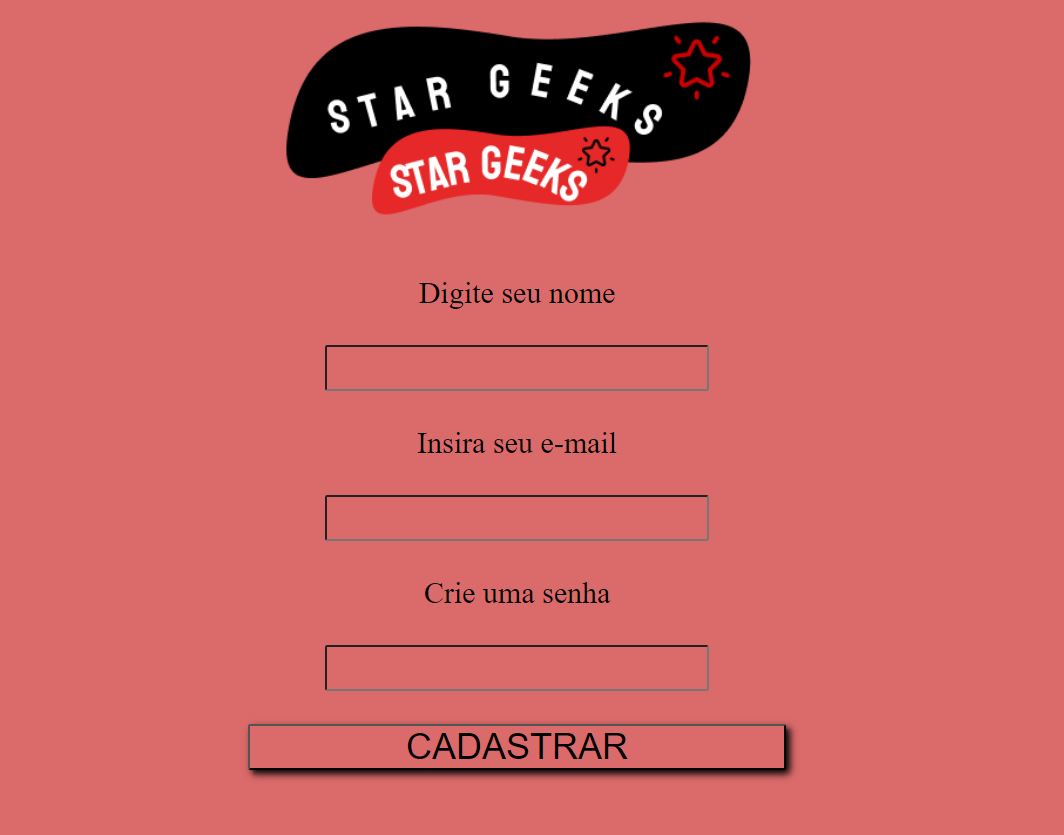 STAR GEEKS
STAR GEEKS
Digite seu nome
Insira seu e-mail
Crie uma senha
CADASTRAR